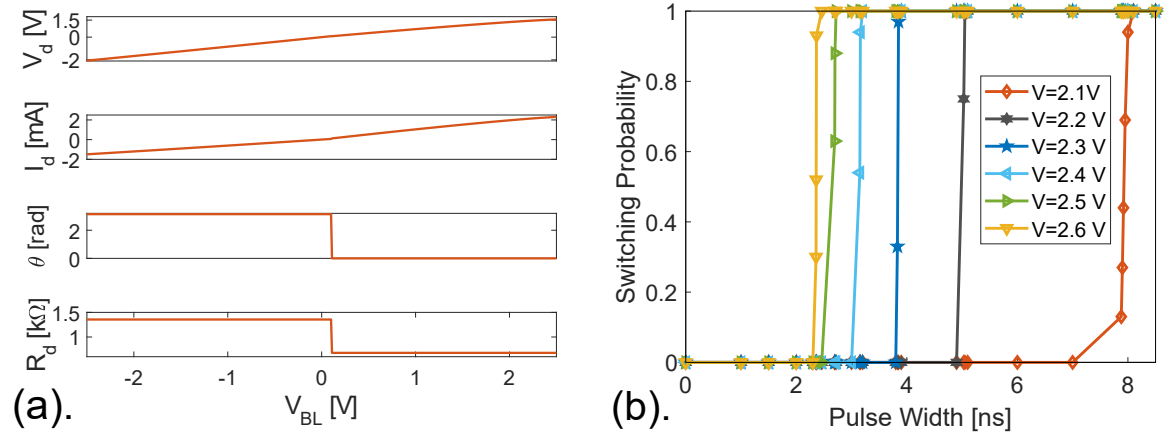 V_d [V]
1.5
0
-2
I_d [mA]
2
0
-2
θ [rad]
2
0
R_d [kΩ]
1.5
1
-2
-1
0
1
2
V_BL [V]
(a).
Switching Probability
1
0.8
0.6
0.4
0.2
0
0
2
4
6
8
Pulse Width [ns]
V=2.1V
V=2.2 V
V=2.3 V
V=2.4 V
V=2.5 V
V=2.6 V
(b).